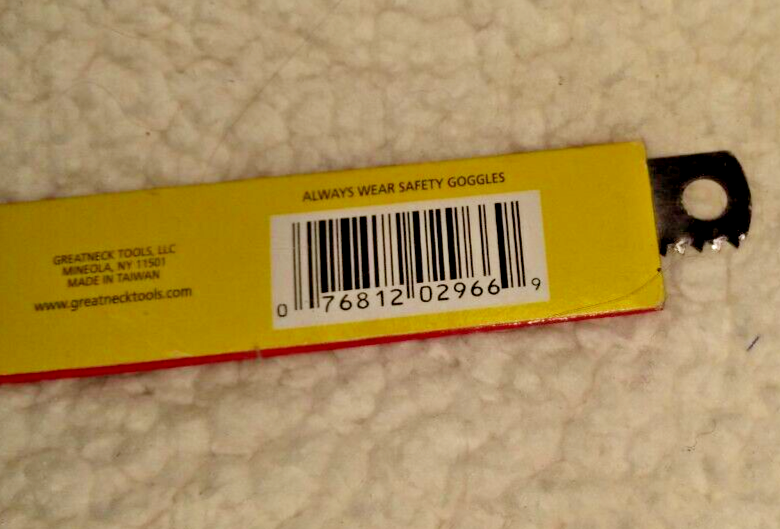 ALWAYS WEAR SAFETY GOGGLES
GREATNECK TOOLS, LLC
MINEOLA, NY 11501
MADE IN TAIWAN
www.greatnecktools.com
0 76812 02966 9